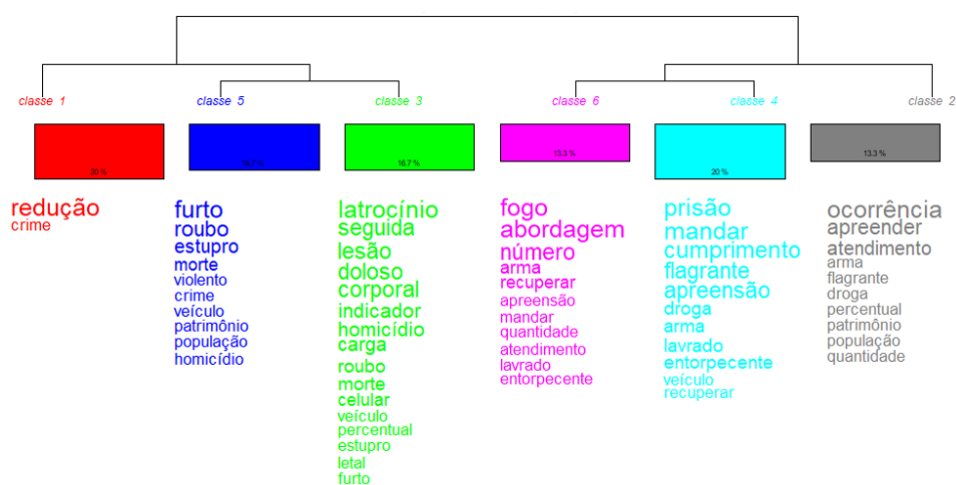 classe 1
classe 5
classe 3
classe 6
classe 4
classe 2
20 %
16.7 %
16.7 %
13.3 %
20 %
13.3 %
redução
crime
furto
roubo
estupro
morte
violento
crime
veículo
patrimônio
população
homicídio
latrocínio
seguida
lesão
doloso
corporal
indicador
homicídio
carga
roubo
morte
celular
veículo
percentual
estupro
letal
furto
fogo
abordagem
número
arma
recuperar
apreensão
mandar
quantidade
atendimento
lavrado
entorpecente
prisão
mandar
cumprimento
flagrante
apreensão
droga
arma
lavrado
entorpecente
veículo
recuperar
ocorrência
apreender
atendimento
arma
flagrante
droga
percentual
patrimônio
população
quantidade